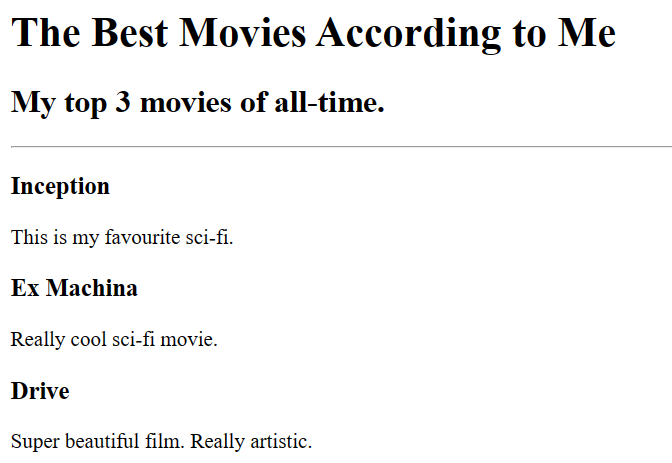 The Best Movies According to Me
My top 3 movies of all-time.
Inception
This is my favourite sci-fi.
Ex Machina
Really cool sci-fi movie.
Drive
Super beautiful film. Really artistic.